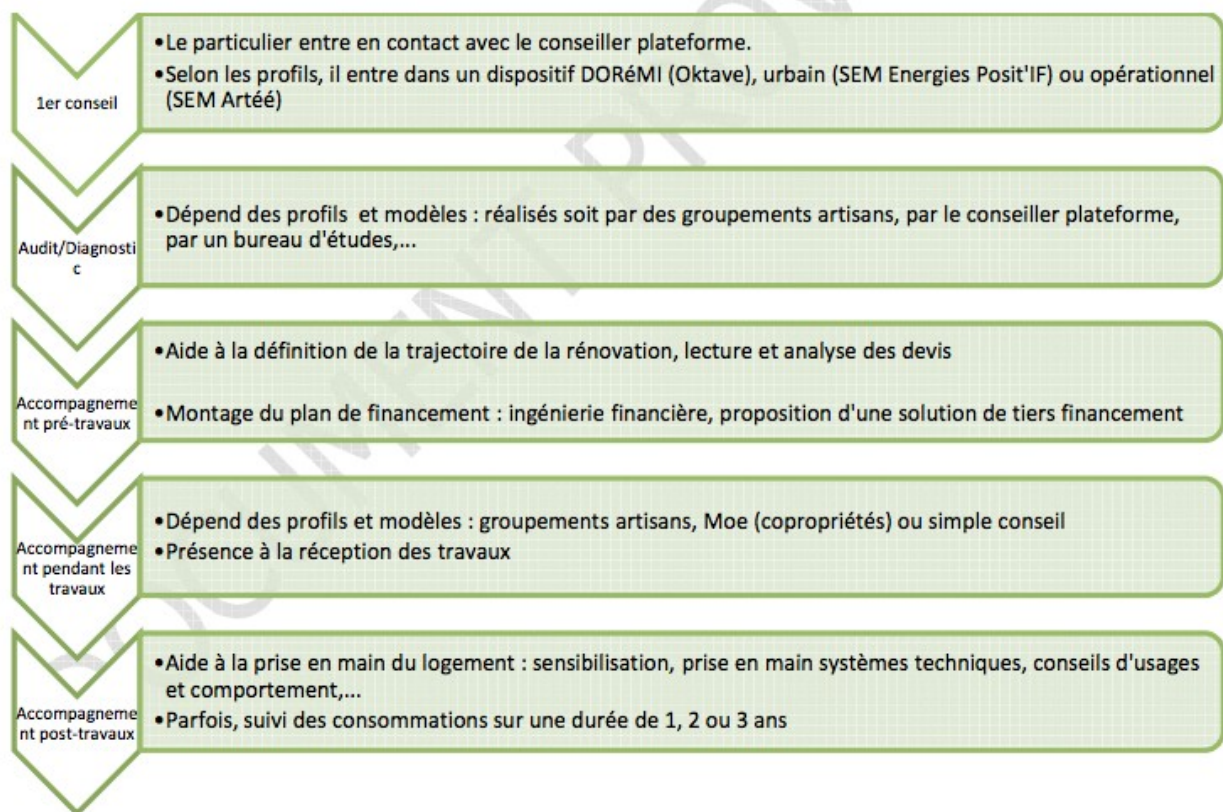 1er conseil
•Le particulier entre en contact avec le conseiller plateforme.
•Selon les profils, il entre dans un dispositif DORéMI (Oktave), urbain (SEM Energies Posit'IF) ou opérationnel
(SEM Artéé)
Audit/Diagnosti
c
•Dépend des profils et modèles : réalisés soit par des groupements artisans, par le conseiller plateforme,
par un bureau d'études,...
Accompagneme
nt pré-travaux
•Aide à la définition de la trajectoire de la rénovation, lecture et analyse des devis
•Montage du plan de financement : ingénierie financière, proposition d'une solution de tiers financement
Accompagneme
nt pendant les
travaux
•Dépend des profils et modèles : groupements artisans, Moe (copropriétés) ou simple conseil
•Présence à la réception des travaux
Accompagneme
nt post-travaux
•Aide à la prise en main du logement : sensibilisation, prise en main systèmes techniques, conseils d'usages
et comportement,...
•Parfois, suivi des consommations sur une durée de 1, 2 ou 3 ans
DOCUMENT PRO